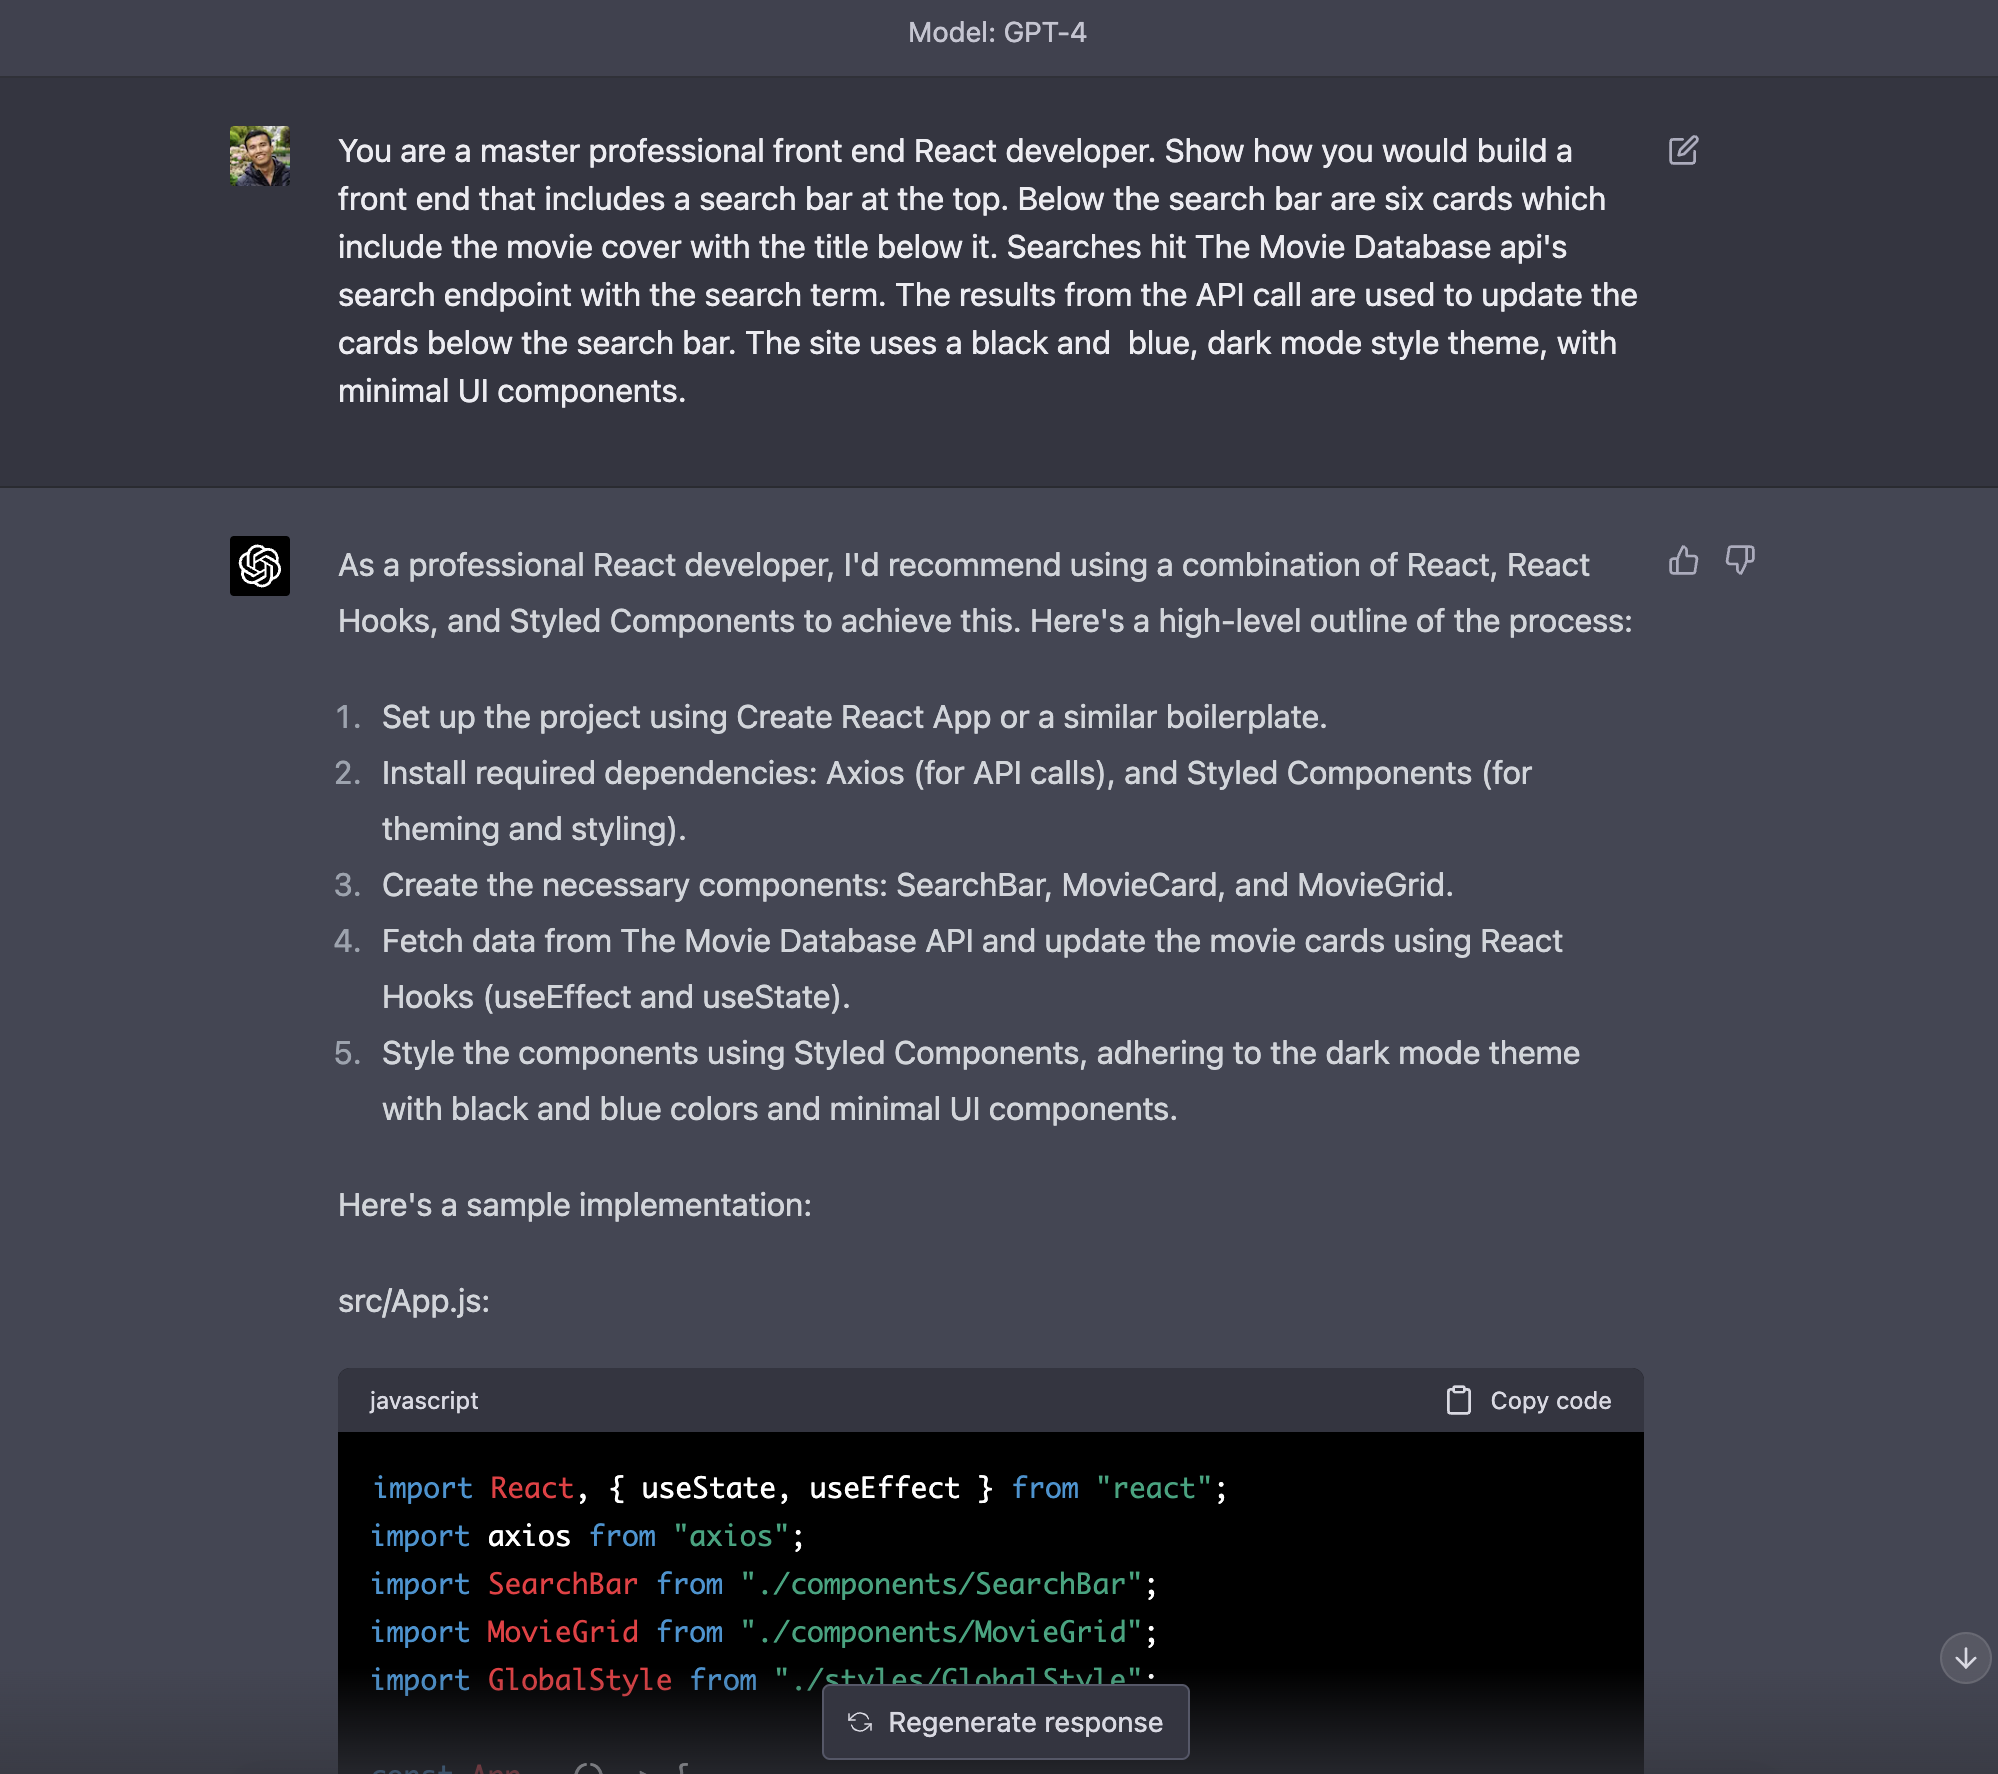 Model: GPT-4
You are a master professional front end React developer. Show how you would build a
front end that includes a search bar at the top. Below the search bar are six cards which
include the movie cover with the title below it. Searches hit The Movie Database api's
search endpoint with the search term. The results from the API call are used to update the
cards below the search bar. The site uses a black and  blue, dark mode style theme, with
minimal UI components.
As a professional React developer, I'd recommend using a combination of React, React
Hooks, and Styled Components to achieve this. Here's a high-level outline of the process:
1. Set up the project using Create React App or a similar boilerplate.
2. Install required dependencies: Axios (for API calls), and Styled Components (for
theming and styling).
3. Create the necessary components: SearchBar, MovieCard, and MovieGrid.
4. Fetch data from The Movie Database API and update the movie cards using React
Hooks (useEffect and useState).
5. Style the components using Styled Components, adhering to the dark mode theme
with black and blue colors and minimal UI components.
Here's a sample implementation:
src/App.js:
javascript
Copy code
import React, { useState, useEffect } from "react";
import axios from "axios";
import SearchBar from "./components/SearchBar";
import MovieGrid from "./components/MovieGrid";
import GlobalStyle from "./styles/GlobalStyle";
Regenerate response
const App = () => {